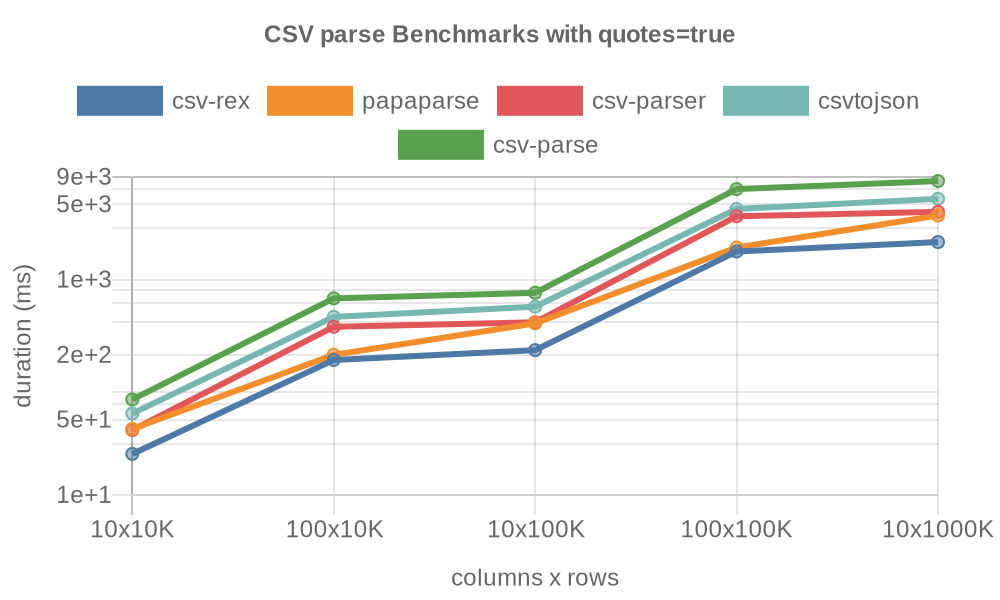 CSV parse Benchmarks with quotes=true
csv-rex papaparse csv-parser csvtojson
csv-parse
9e+3
5e+3
1e+3
2e+2
5e+1
1e+1
duration (ms)
10x10K 100x10K 10x100K 100x100K 10x1000K
columns x rows